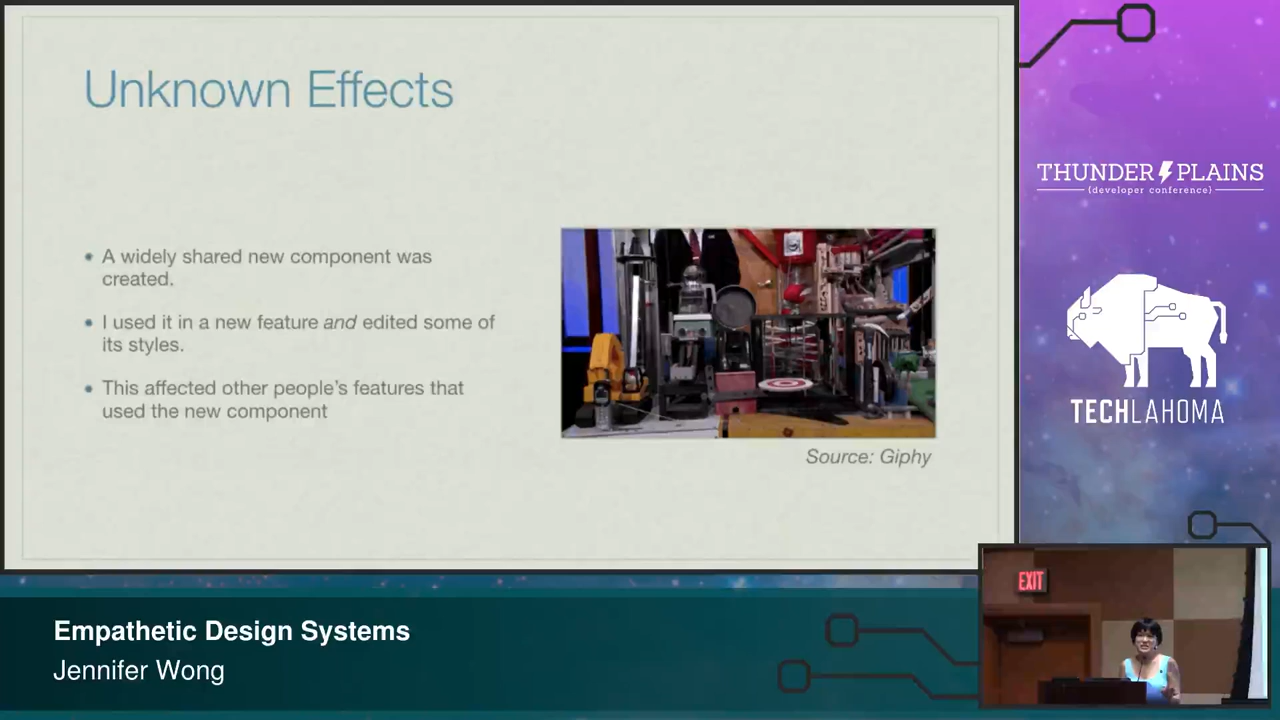 Unknown Effects
• A widely shared new component was
created.
• I used it in a new feature and edited some of
its styles.
• This affected other people’s features that
used the new component
Source: Giphy
THUNDER PLAINS
{developer conference}
TECHLAHOMA
EXIT
Empathetic Design Systems
Jennifer Wong